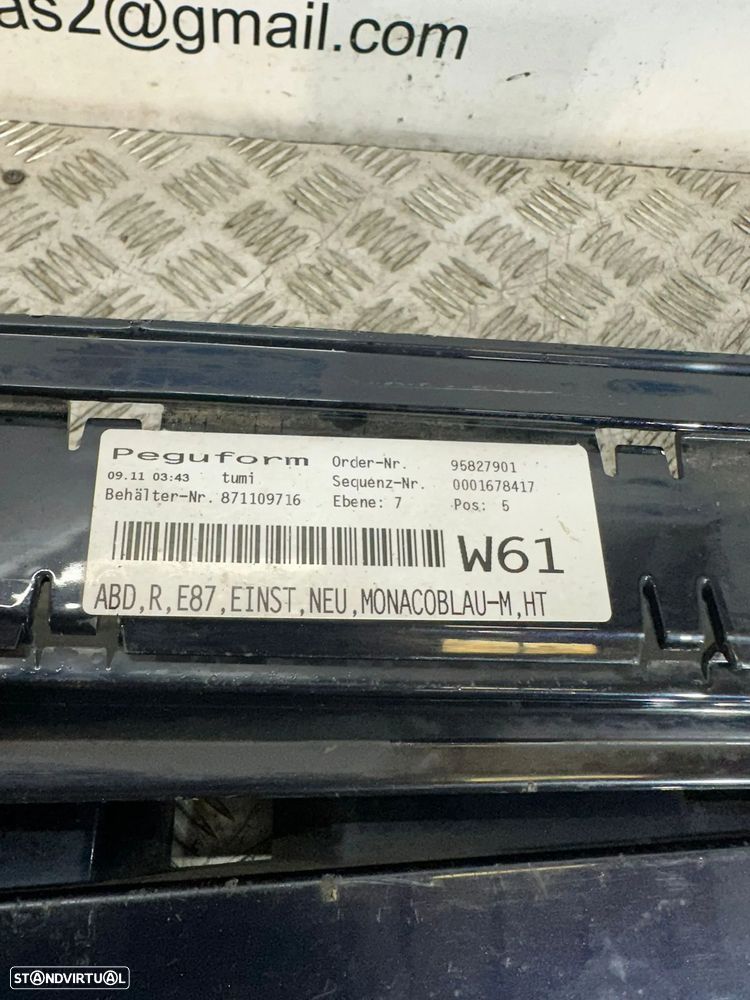 as2@gmail.com
Peguform Order-Nr. 95827901
09.11 03:43 tumi Sequenz-Nr. 0001678417
Behälter-Nr. 871109716 Ebene: 7 Pos: 5
W61
ABD,R,E87,EINST,NEU,MONACOBLAU-M,HT
STANDVIRTUAL